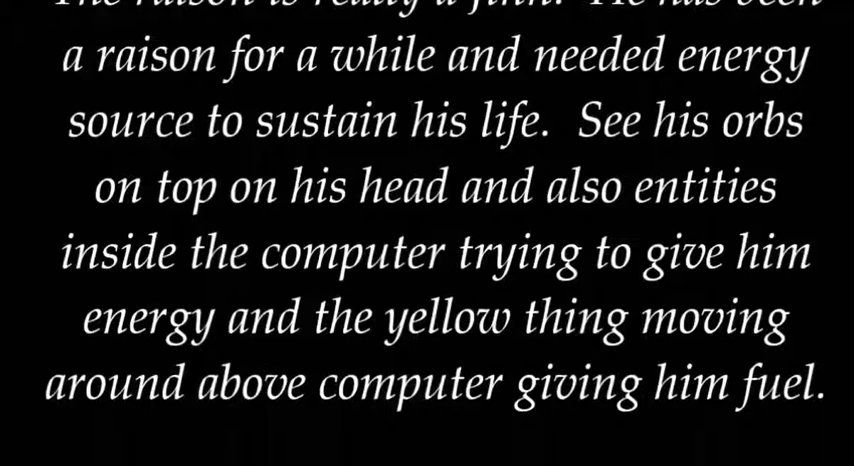 a raison for a while and needed energy
source to sustain his life. See his orbs
on top on his head and also entities
inside the computer trying to give him
energy and the yellow thing moving
around above computer giving him fuel.